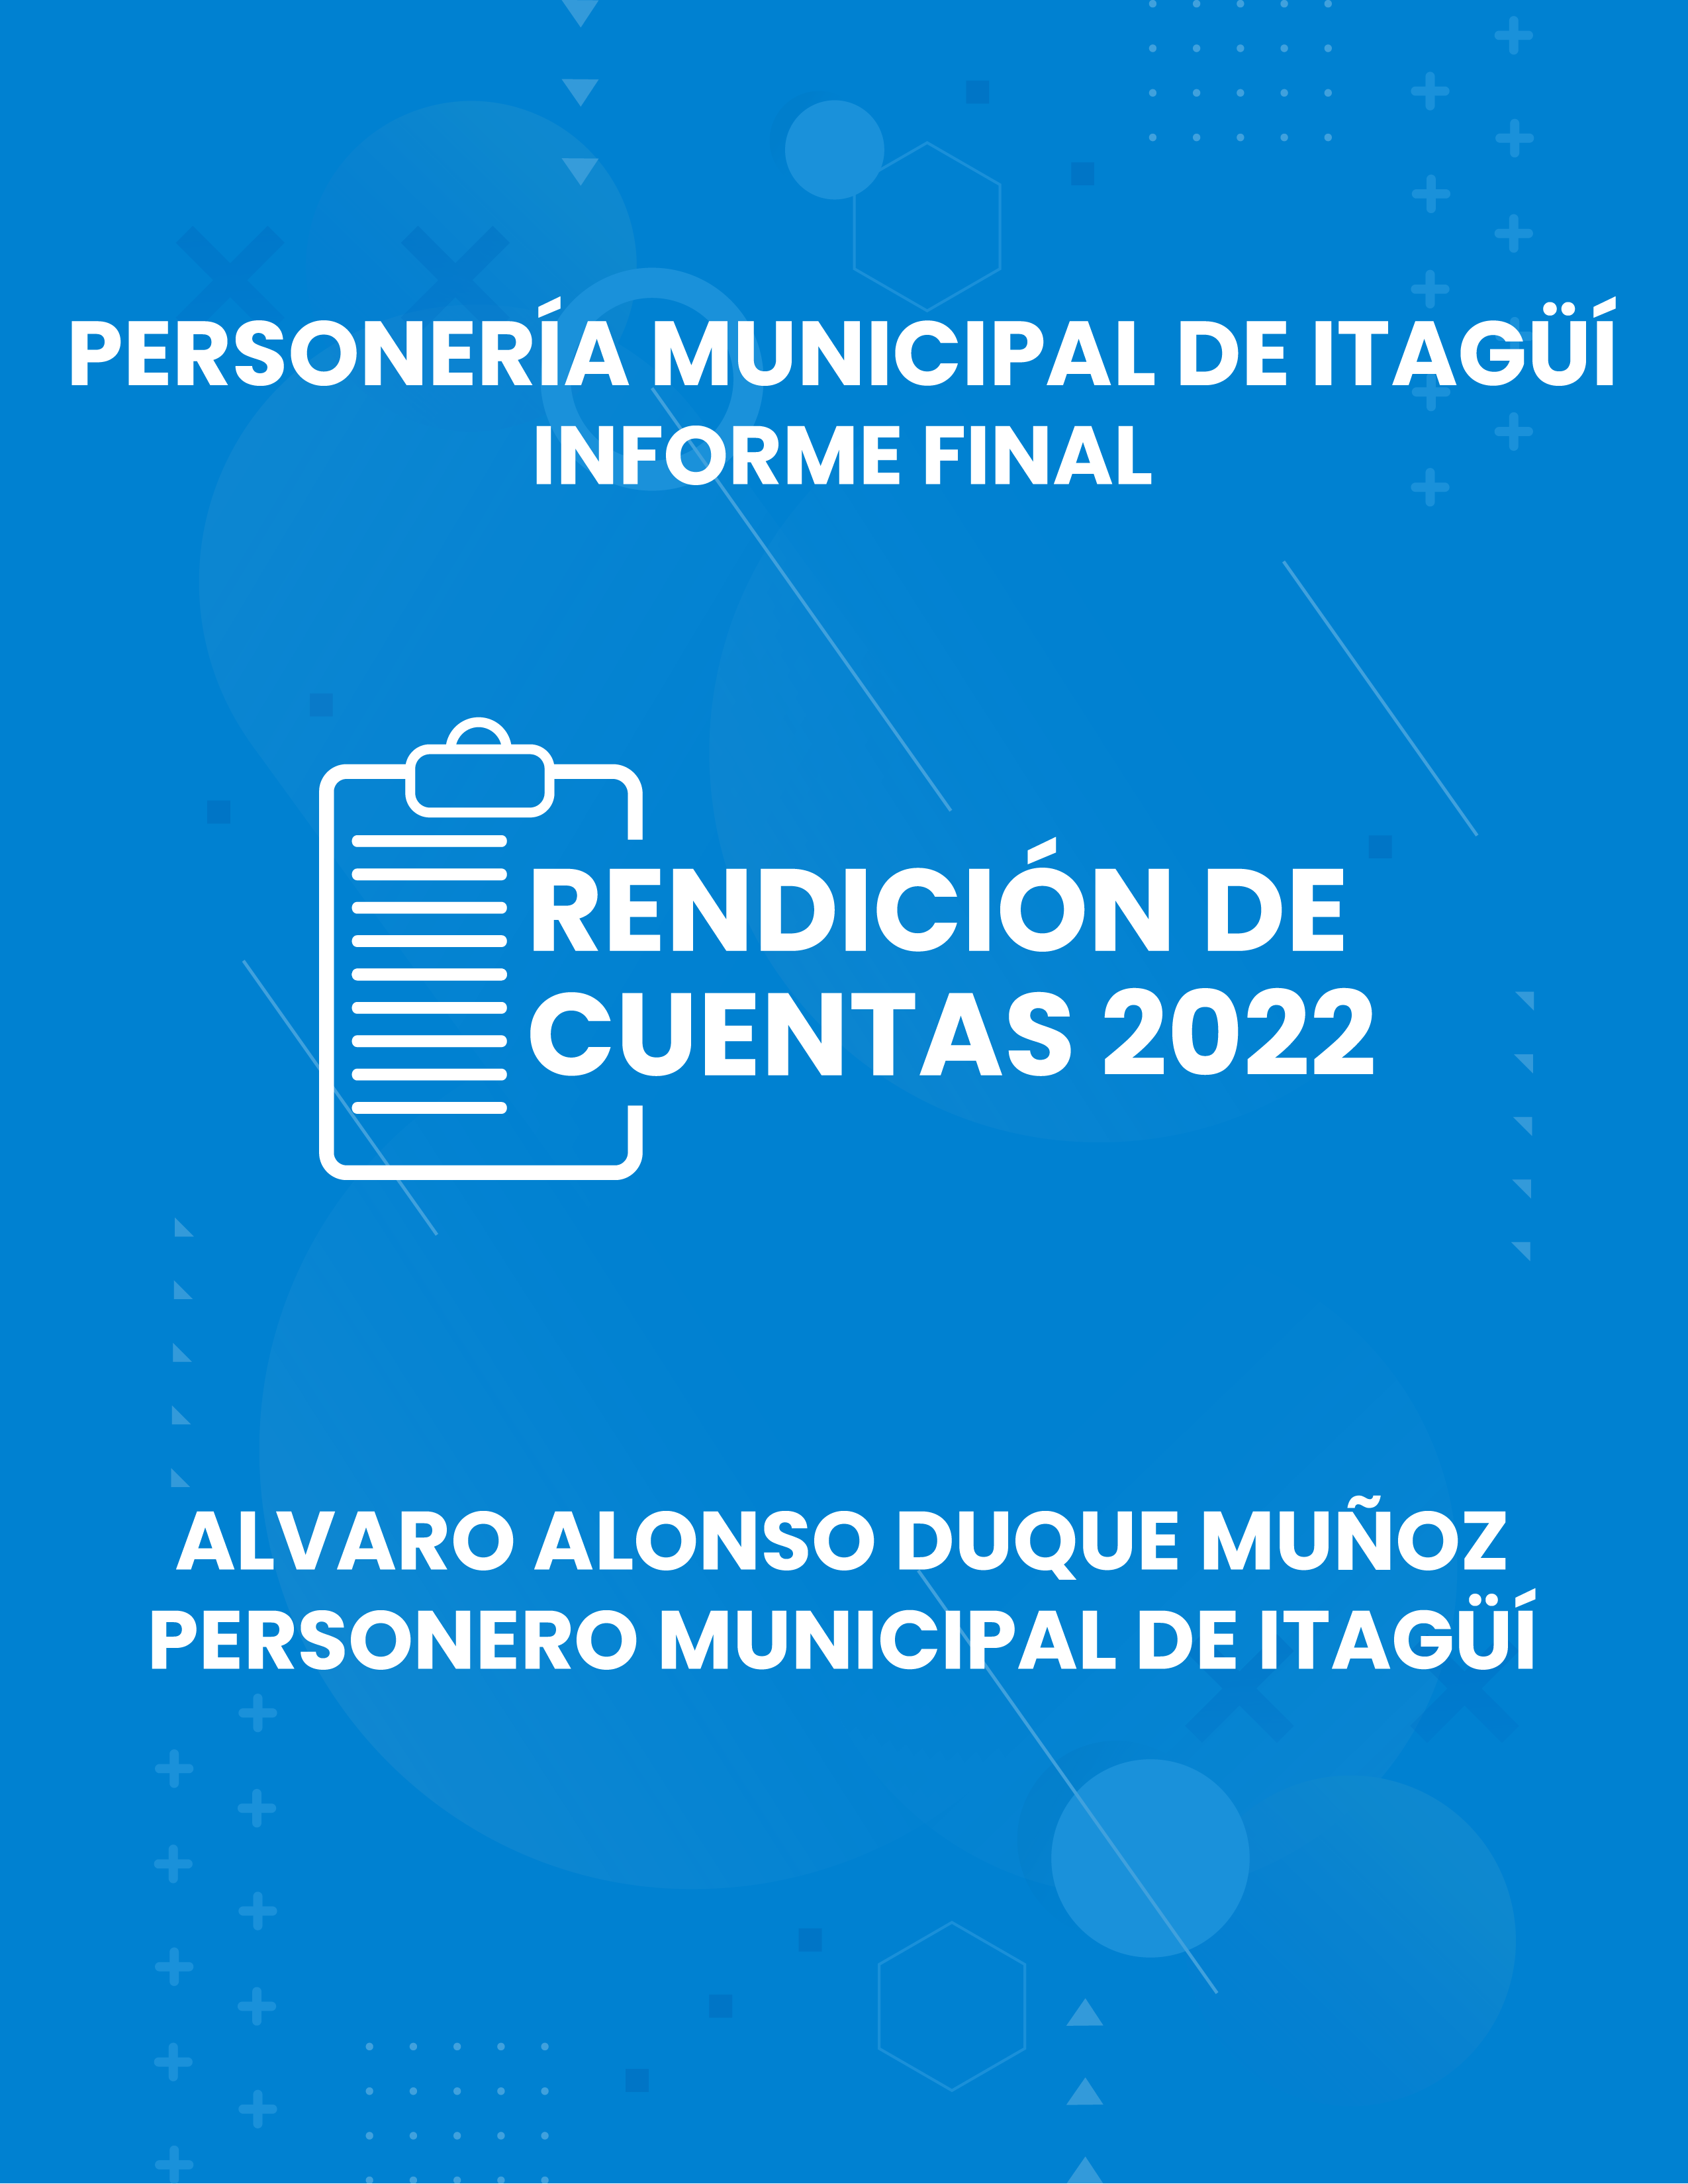 PERSONERÍA MUNICIPAL DE ITAGÜÍ
INFORME FINAL
RENDICIÓN DE
CUENTAS 2022
ALVARO ALONSO DUQUE MUÑOZ
PERSONERO MUNICIPAL DE ITAGÜÍ